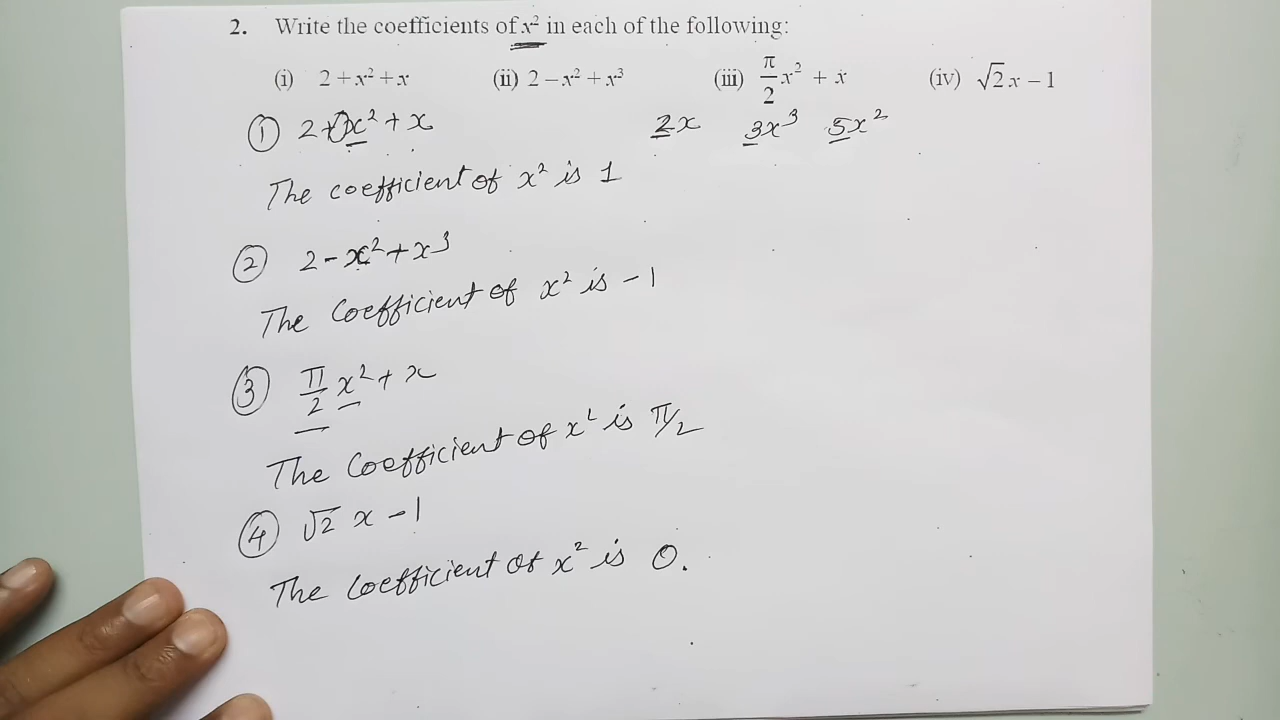 2. Write the coefficients of x² in each of the following:
(i) 2 + x² + x (ii) 2 – x² + x³ (iii) π/2 x² + x (iv) √2 x – 1
① 2+1x² + x 2x 3x³ 5x²
The coefficient of x² is 1
② 2 - x² + x³
The Coefficient of x² is -1
③ π/2 x² + x
The Coefficient of x² is π/2
④ √2 x - 1
The Coefficient of x² is 0.